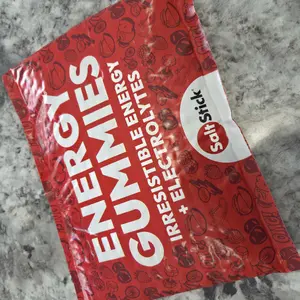 ENERGY
GUMMIES
IRRESISTIBLE ENERGY
+ ELECTROLYTES
SaltStick